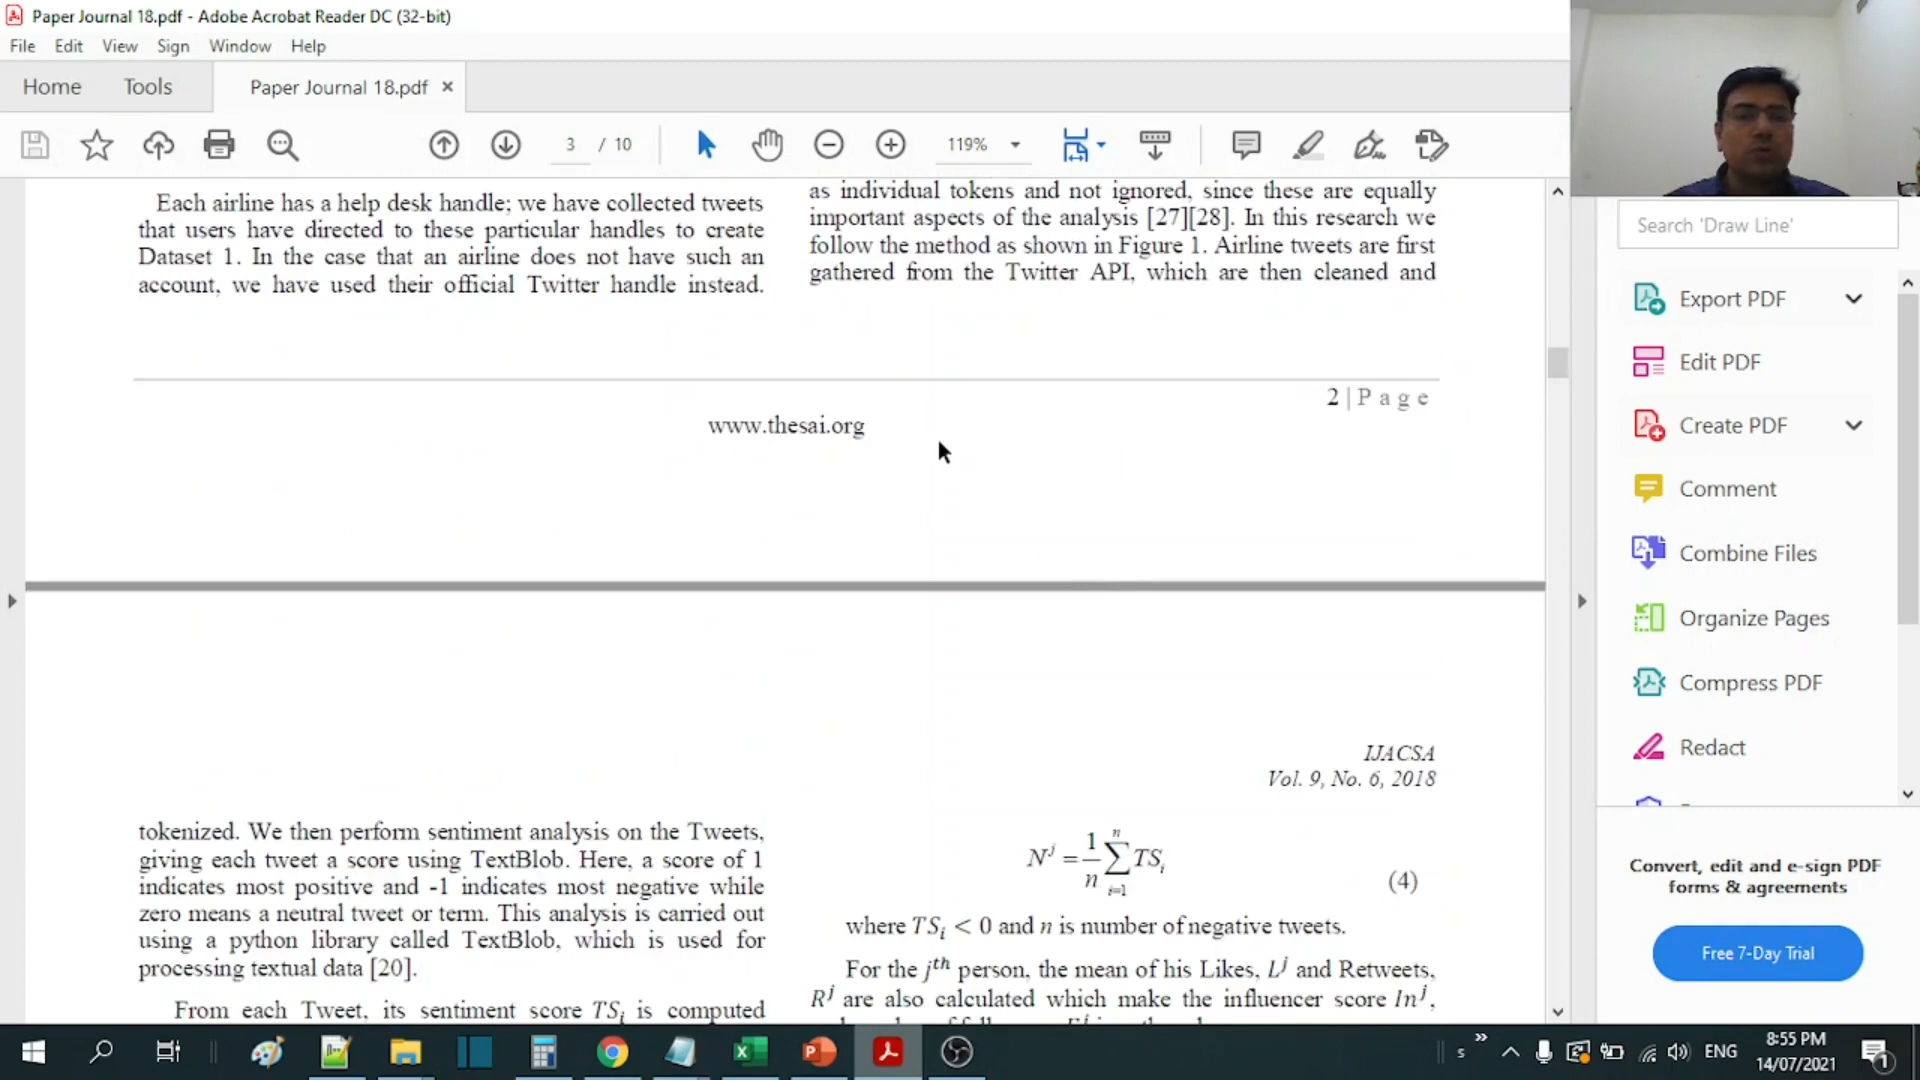 Paper Journal 18.pdf - Adobe Acrobat Reader DC (32-bit)
File Edit View Sign Window Help
Home Tools Paper Journal 18.pdf ×
3 / 10 119%
Each airline has a help desk handle; we have collected tweets
that users have directed to these particular handles to create
Dataset 1. In the case that an airline does not have such an
account, we have used their official Twitter handle instead.
as individual tokens and not ignored, since these are equally
important aspects of the analysis [27][28]. In this research we
follow the method as shown in Figure 1. Airline tweets are first
gathered from the Twitter API, which are then cleaned and
2 | P a g e
www.thesai.org
IJACSA
Vol. 9, No. 6, 2018
tokenized. We then perform sentiment analysis on the Tweets,
giving each tweet a score using TextBlob. Here, a score of 1
indicates most positive and -1 indicates most negative while
zero means a neutral tweet or term. This analysis is carried out
using a python library called TextBlob, which is used for
processing textual data [20].
From each Tweet, its sentiment score TS_i is computed
N^j = 1/n ∑_{i=1}^{n} TS_i (4)
where TS_i < 0 and n is number of negative tweets.
For the j^th person, the mean of his Likes, L^j and Retweets,
R^j are also calculated which make the influencer score In^j,
Search 'Draw Line'
Export PDF
Edit PDF
Create PDF
Comment
Combine Files
Organize Pages
Compress PDF
Redact
Convert, edit and e-sign PDF
forms & agreements
Free 7-Day Trial
s ENG
8:55 PM
14/07/2021
1